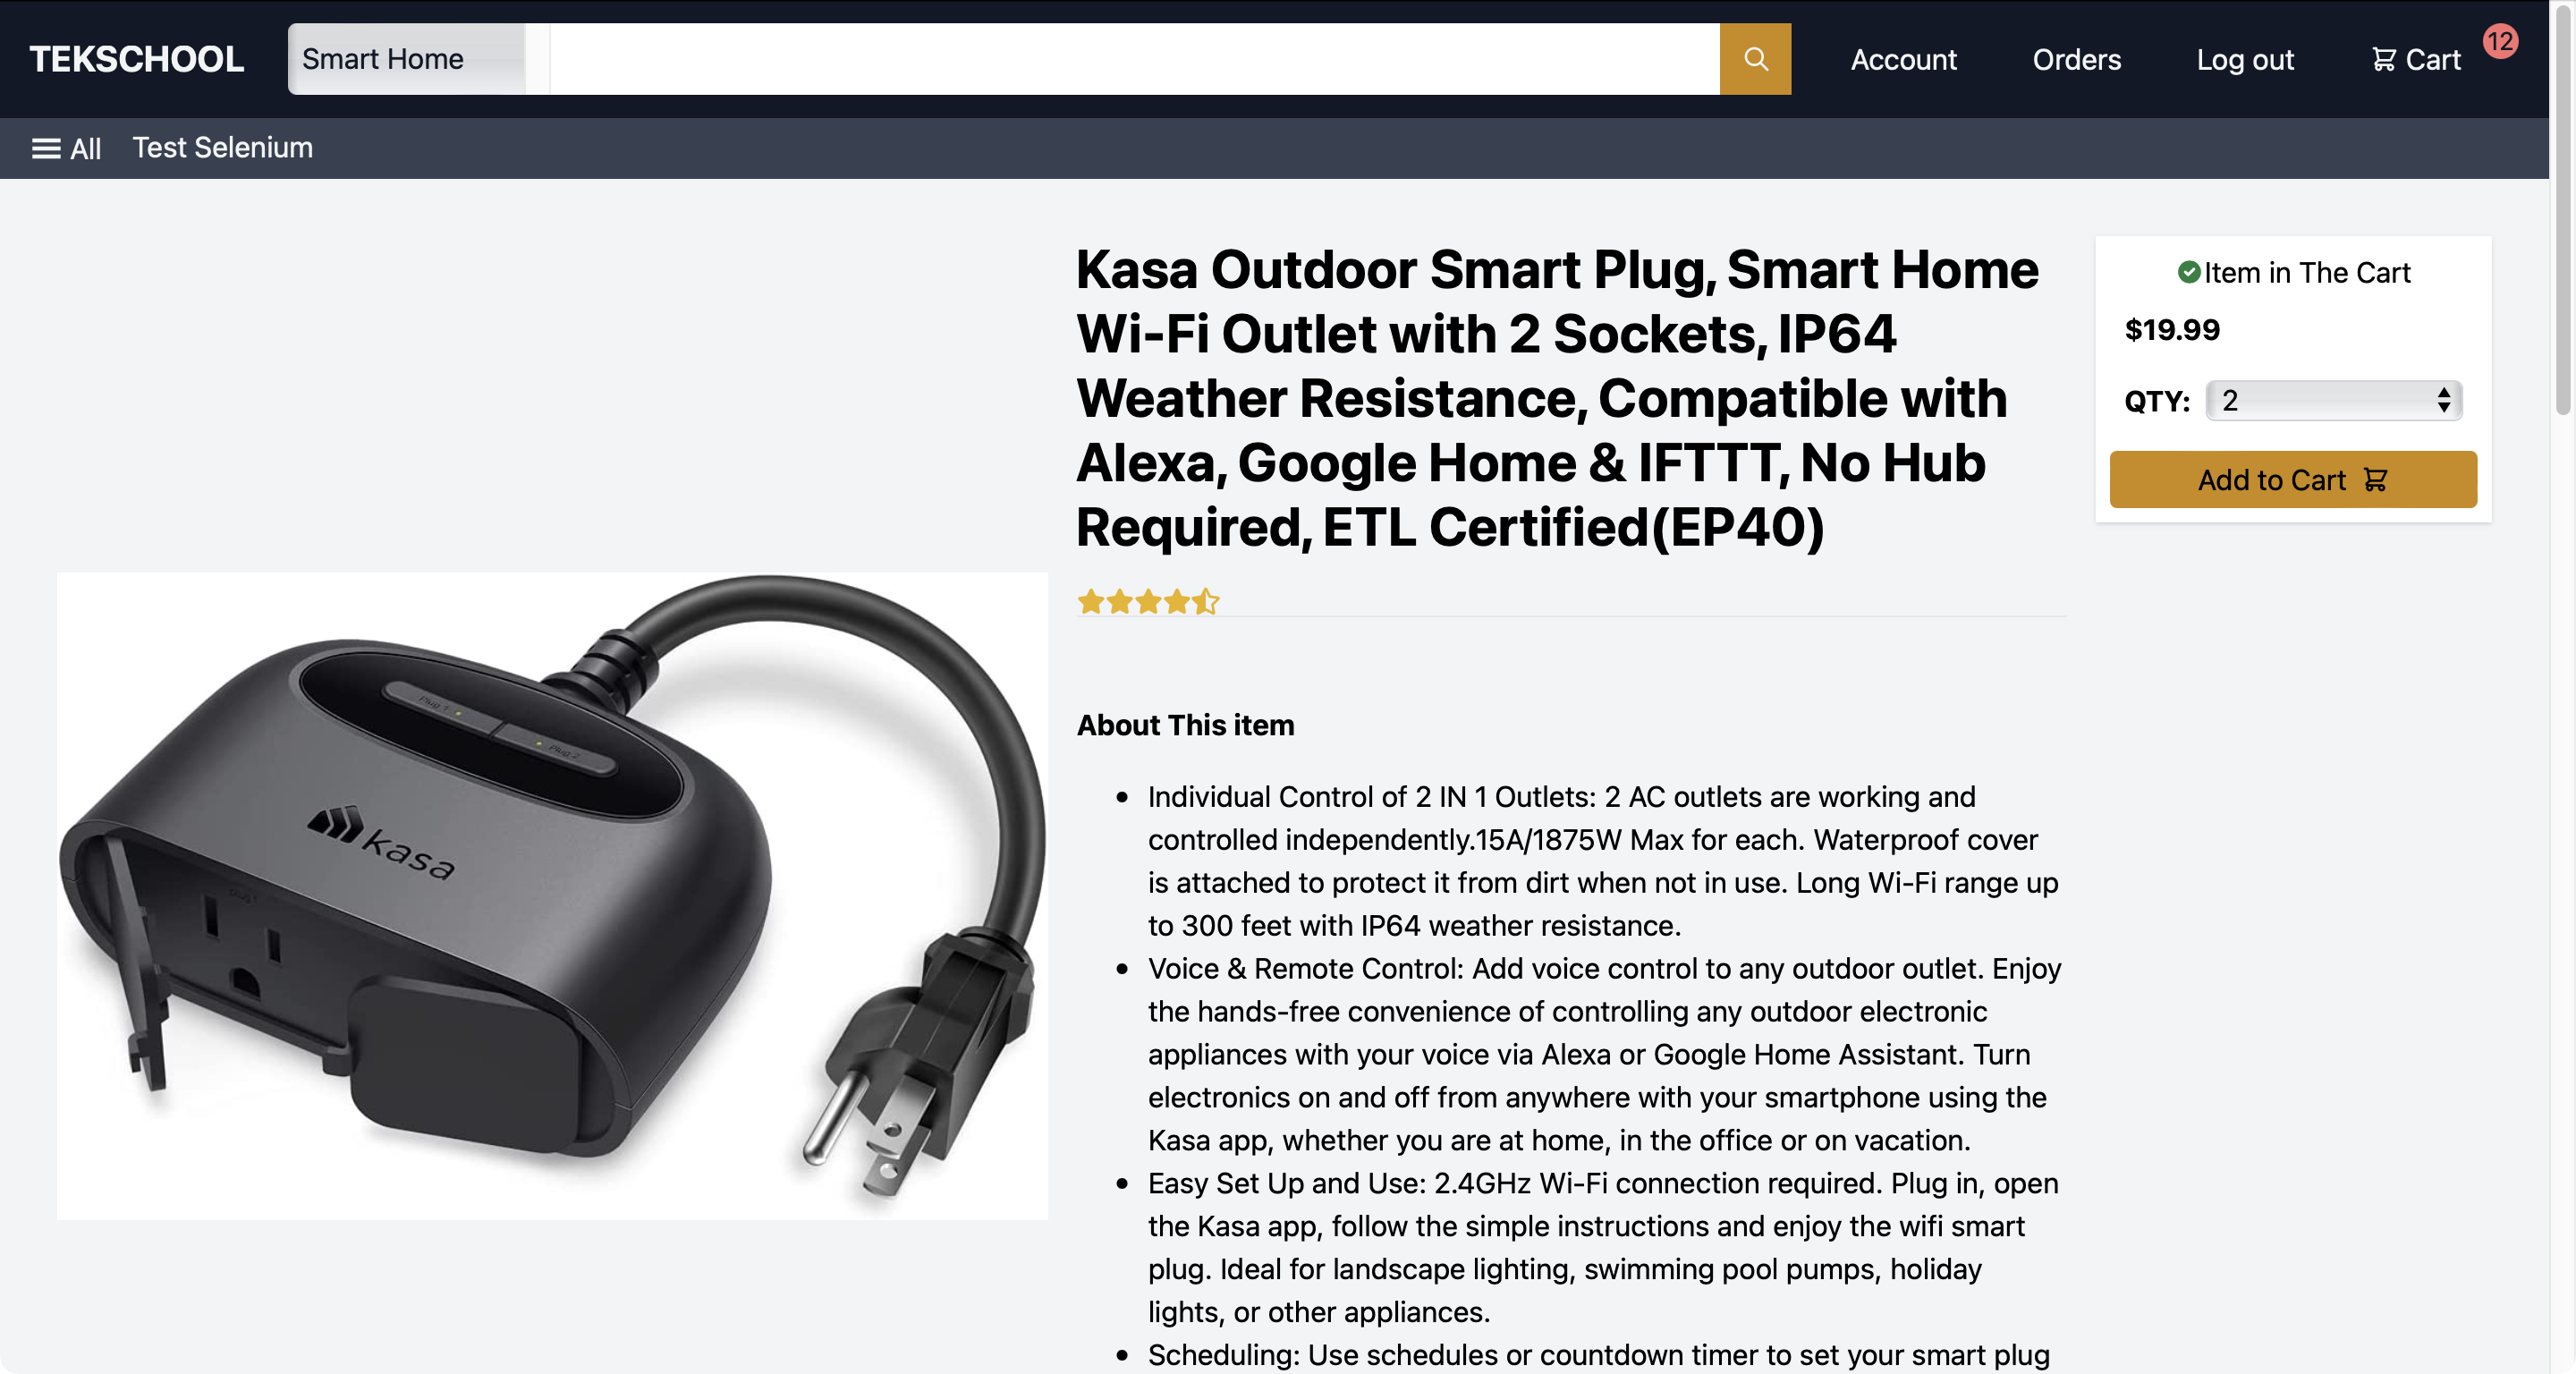 TEKSCHOOL
Smart Home
Account
Orders
Log out
Cart
12
All
Test Selenium
Kasa Outdoor Smart Plug, Smart Home
Wi-Fi Outlet with 2 Sockets, IP64
Weather Resistance, Compatible with
Alexa, Google Home & IFTTT, No Hub
Required, ETL Certified(EP40)
Item in The Cart
$19.99
QTY: 2
Add to Cart
Plug 1
Plug 2
kasa
About This item
Individual Control of 2 IN 1 Outlets: 2 AC outlets are working and
controlled independently.15A/1875W Max for each. Waterproof cover
is attached to protect it from dirt when not in use. Long Wi-Fi range up
to 300 feet with IP64 weather resistance.
Voice & Remote Control: Add voice control to any outdoor outlet. Enjoy
the hands-free convenience of controlling any outdoor electronic
appliances with your voice via Alexa or Google Home Assistant. Turn
electronics on and off from anywhere with your smartphone using the
Kasa app, whether you are at home, in the office or on vacation.
Easy Set Up and Use: 2.4GHz Wi-Fi connection required. Plug in, open
the Kasa app, follow the simple instructions and enjoy the wifi smart
plug. Ideal for landscape lighting, swimming pool pumps, holiday
lights, or other appliances.
Scheduling: Use schedules or countdown timer to set your smart plug